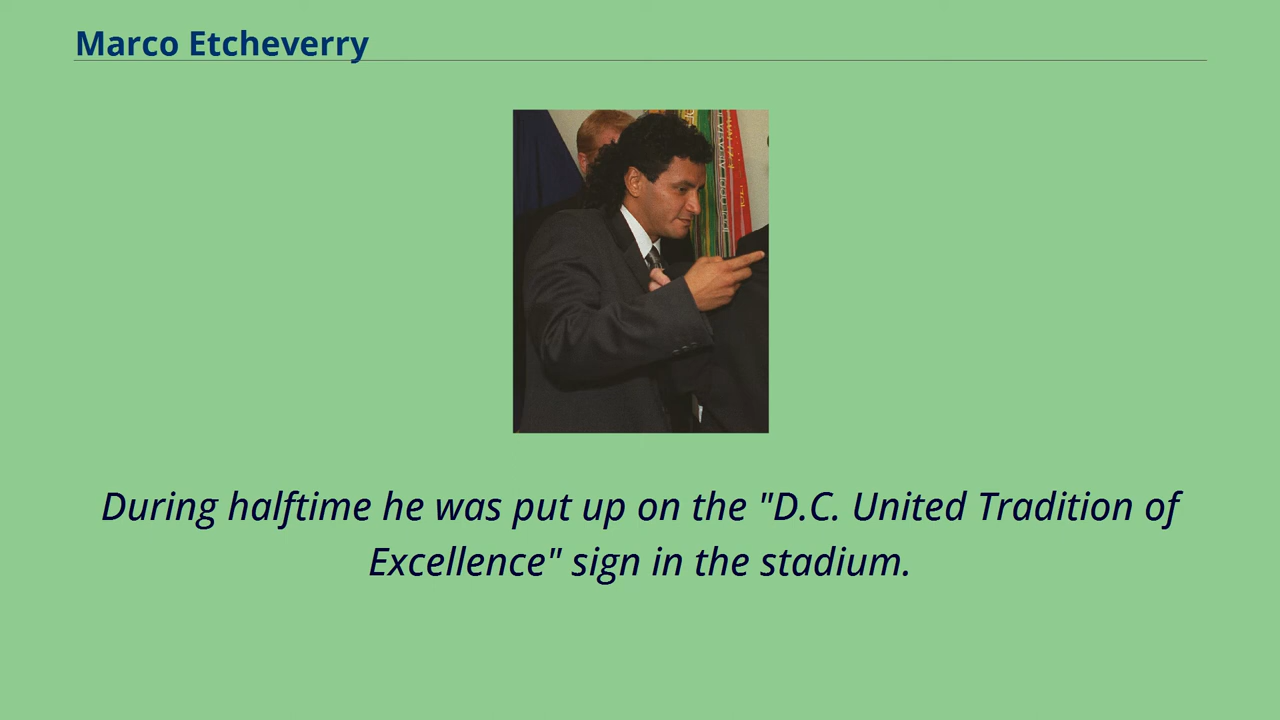 Marco Etcheverry
During halftime he was put up on the "D.C. United Tradition of
Excellence" sign in the stadium.